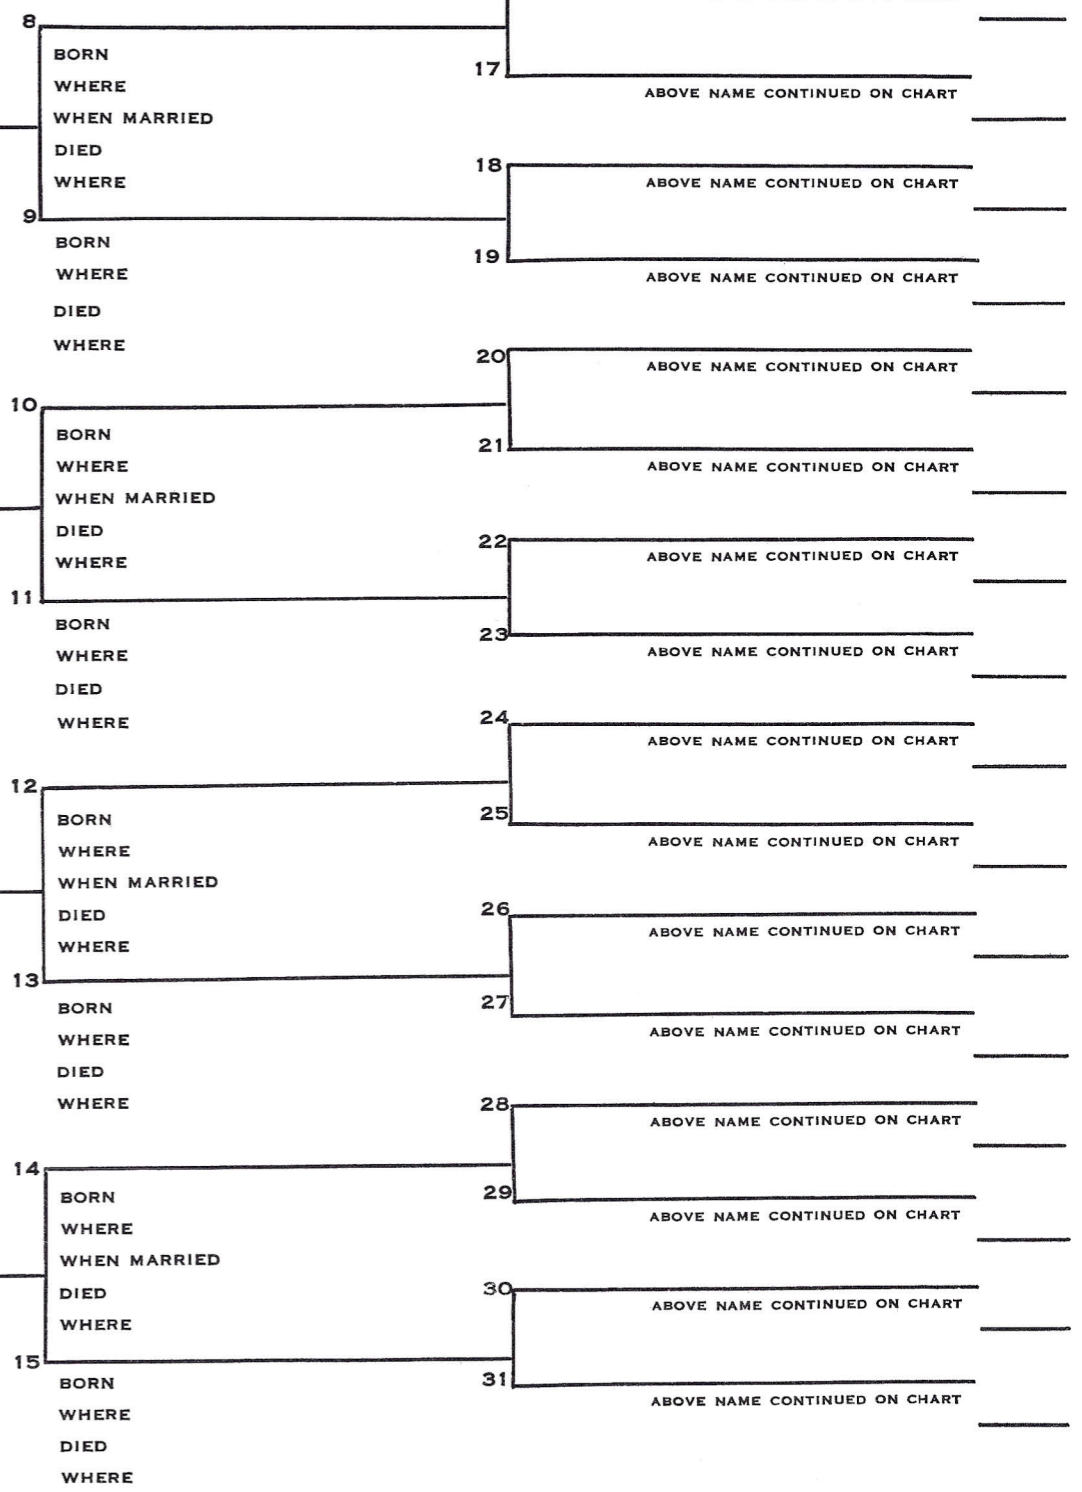 8
BORN
WHERE
WHEN MARRIED
DIED
WHERE
9
BORN
WHERE
DIED
WHERE
10
BORN
WHERE
WHEN MARRIED
DIED
WHERE
11
BORN
WHERE
DIED
WHERE
12
BORN
WHERE
WHEN MARRIED
DIED
WHERE
13
BORN
WHERE
DIED
WHERE
14
BORN
WHERE
WHEN MARRIED
DIED
WHERE
15
BORN
WHERE
DIED
WHERE
17
ABOVE NAME CONTINUED ON CHART
18
ABOVE NAME CONTINUED ON CHART
19
ABOVE NAME CONTINUED ON CHART
20
ABOVE NAME CONTINUED ON CHART
21
ABOVE NAME CONTINUED ON CHART
22
ABOVE NAME CONTINUED ON CHART
23
ABOVE NAME CONTINUED ON CHART
24
ABOVE NAME CONTINUED ON CHART
25
ABOVE NAME CONTINUED ON CHART
26
ABOVE NAME CONTINUED ON CHART
27
ABOVE NAME CONTINUED ON CHART
28
ABOVE NAME CONTINUED ON CHART
29
ABOVE NAME CONTINUED ON CHART
30
ABOVE NAME CONTINUED ON CHART
31
ABOVE NAME CONTINUED ON CHART